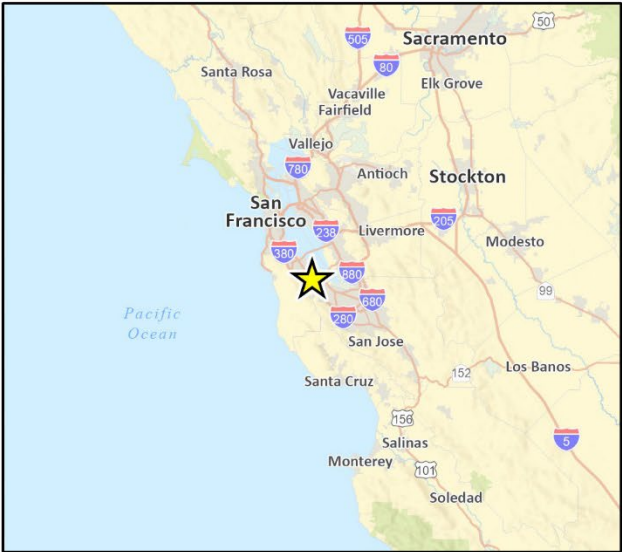 50
505
Sacramento
80
Santa Rosa
Elk Grove
Vacaville
Fairfield
Vallejo
780
Antioch
Stockton
San
Francisco
238
205
Livermore
Modesto
380
880
99
680
Pacific
Ocean
280
San Jose
152
Los Banos
Santa Cruz
156
5
Salinas
Monterey
101
Soledad